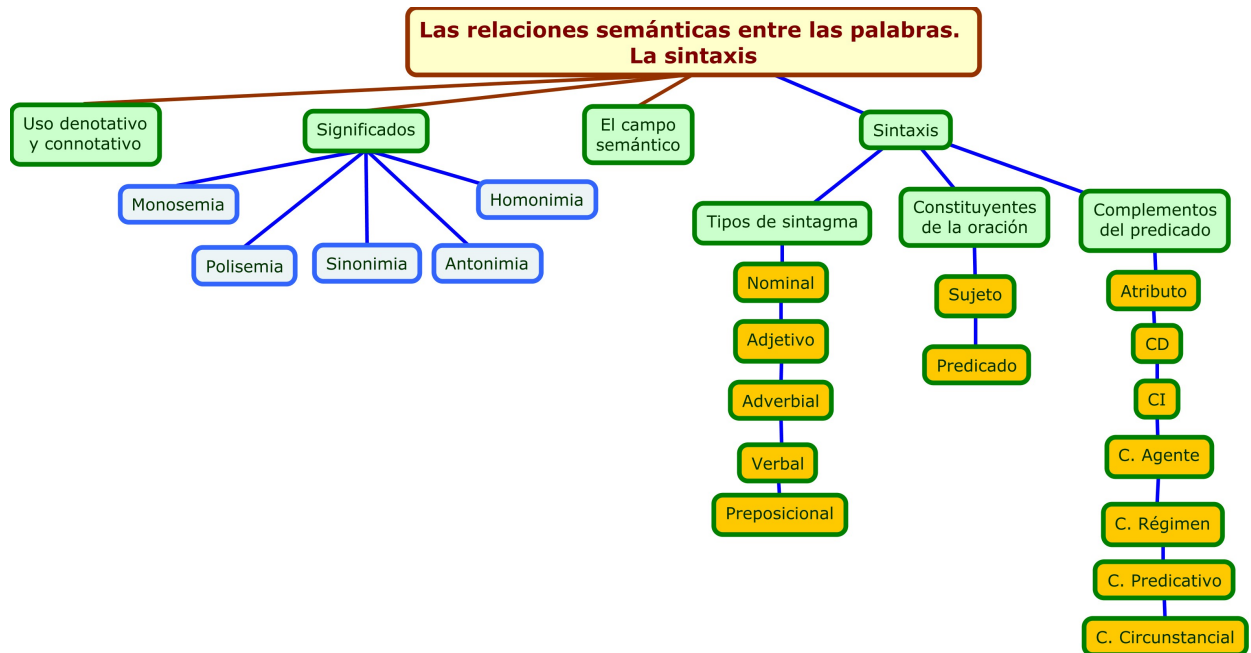 Las relaciones semánticas entre las palabras.
La sintaxis
Uso denotativo
y connotativo
Significados
El campo
semántico
Sintaxis
Monosemia
Polisemia
Sinonimia
Antonimia
Homonimia
Tipos de sintagma
Nominal
Adjetivo
Adverbial
Verbal
Preposicional
Constituyentes
de la oración
Sujeto
Predicado
Complementos
del predicado
Atributo
CD
CI
C. Agente
C. Régimen
C. Predicativo
C. Circunstancial